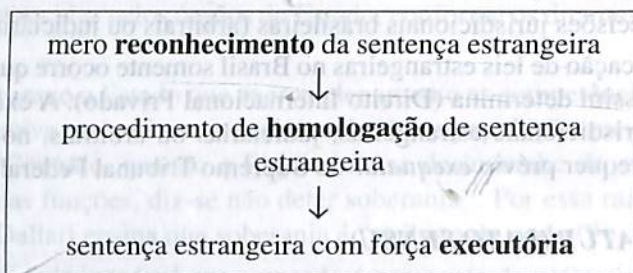 mero reconhecimento da sentença estrangeira
↓
procedimento de homologação de sentença
estrangeira
↓
sentença estrangeira com força executória